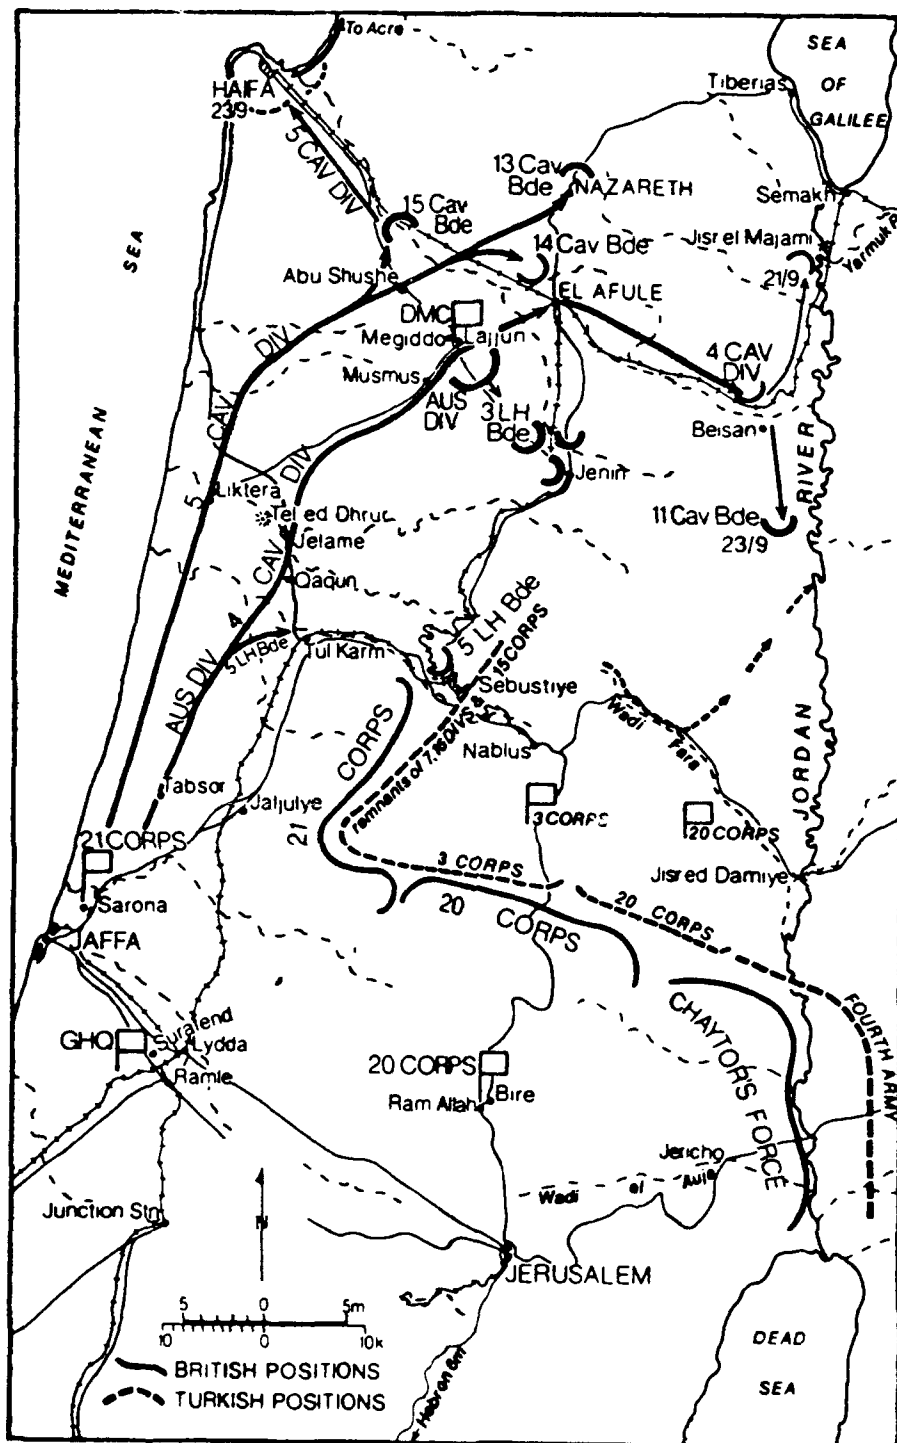 To Acre
SEA
OF
GALILEE
Tiberias
HAIFA
23/9
5 CAV DIV
13 Cav
Bde
NAZARETH
Semakh
15 Cav
Bde
SEA
14 Cav Bde
Jisr el Majami
Yarmuk R
21/9
Abu Shushe
EL AFULE
DMC
Megiddo
Lajjun
4 CAV
DIV
Musmus
AUS
DIV
3 LH
Bde
Beisan
Jenin
5 CAV DIV
MEDITERRANEAN
Liktera
Tel ed Dhrur
Jelame
11 Cav Bde
23/9
RIVER
Qaqun
AUS DIV 4 CAV DIV
5 LH Bde
Tul Karm
5 LH Bde
15 CORPS
Sebustiye
Wadi Fara
Nablus
remnants of 7.16 DIVS &
21 CORPS
JORDAN
Tabsor
Jaljulye
3 CORPS
20 CORPS
21 CORPS
3 CORPS
Jisr ed Damiye
Sarona
20 CORPS
20 CORPS
JAFFA
FOURTH ARMY
CHAYTOR'S FORCE
GHQ
Surafend
Lydda
Ramle
20 CORPS
Bire
Ram Allah
Jericho
Wadi el Auja
Junction Stn
N
JERUSALEM
5 0 5m
10 0 10k
DEAD
SEA
BRITISH POSITIONS
TURKISH POSITIONS
Hebron 6m